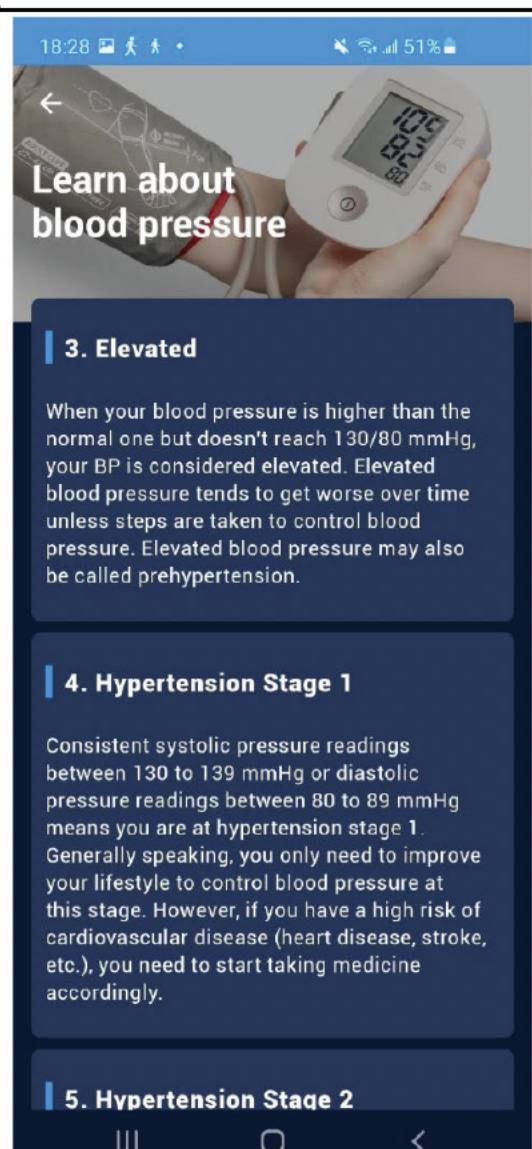 18:28
51%
Learn about
blood pressure
109
82
80
3. Elevated
When your blood pressure is higher than the
normal one but doesn't reach 130/80 mmHg,
your BP is considered elevated. Elevated
blood pressure tends to get worse over time
unless steps are taken to control blood
pressure. Elevated blood pressure may also
be called prehypertension.
4. Hypertension Stage 1
Consistent systolic pressure readings
between 130 to 139 mmHg or diastolic
pressure readings between 80 to 89 mmHg
means you are at hypertension stage 1.
Generally speaking, you only need to improve
your lifestyle to control blood pressure at
this stage. However, if you have a high risk of
cardiovascular disease (heart disease, stroke,
etc.), you need to start taking medicine
accordingly.
5. Hypertension Stage 2